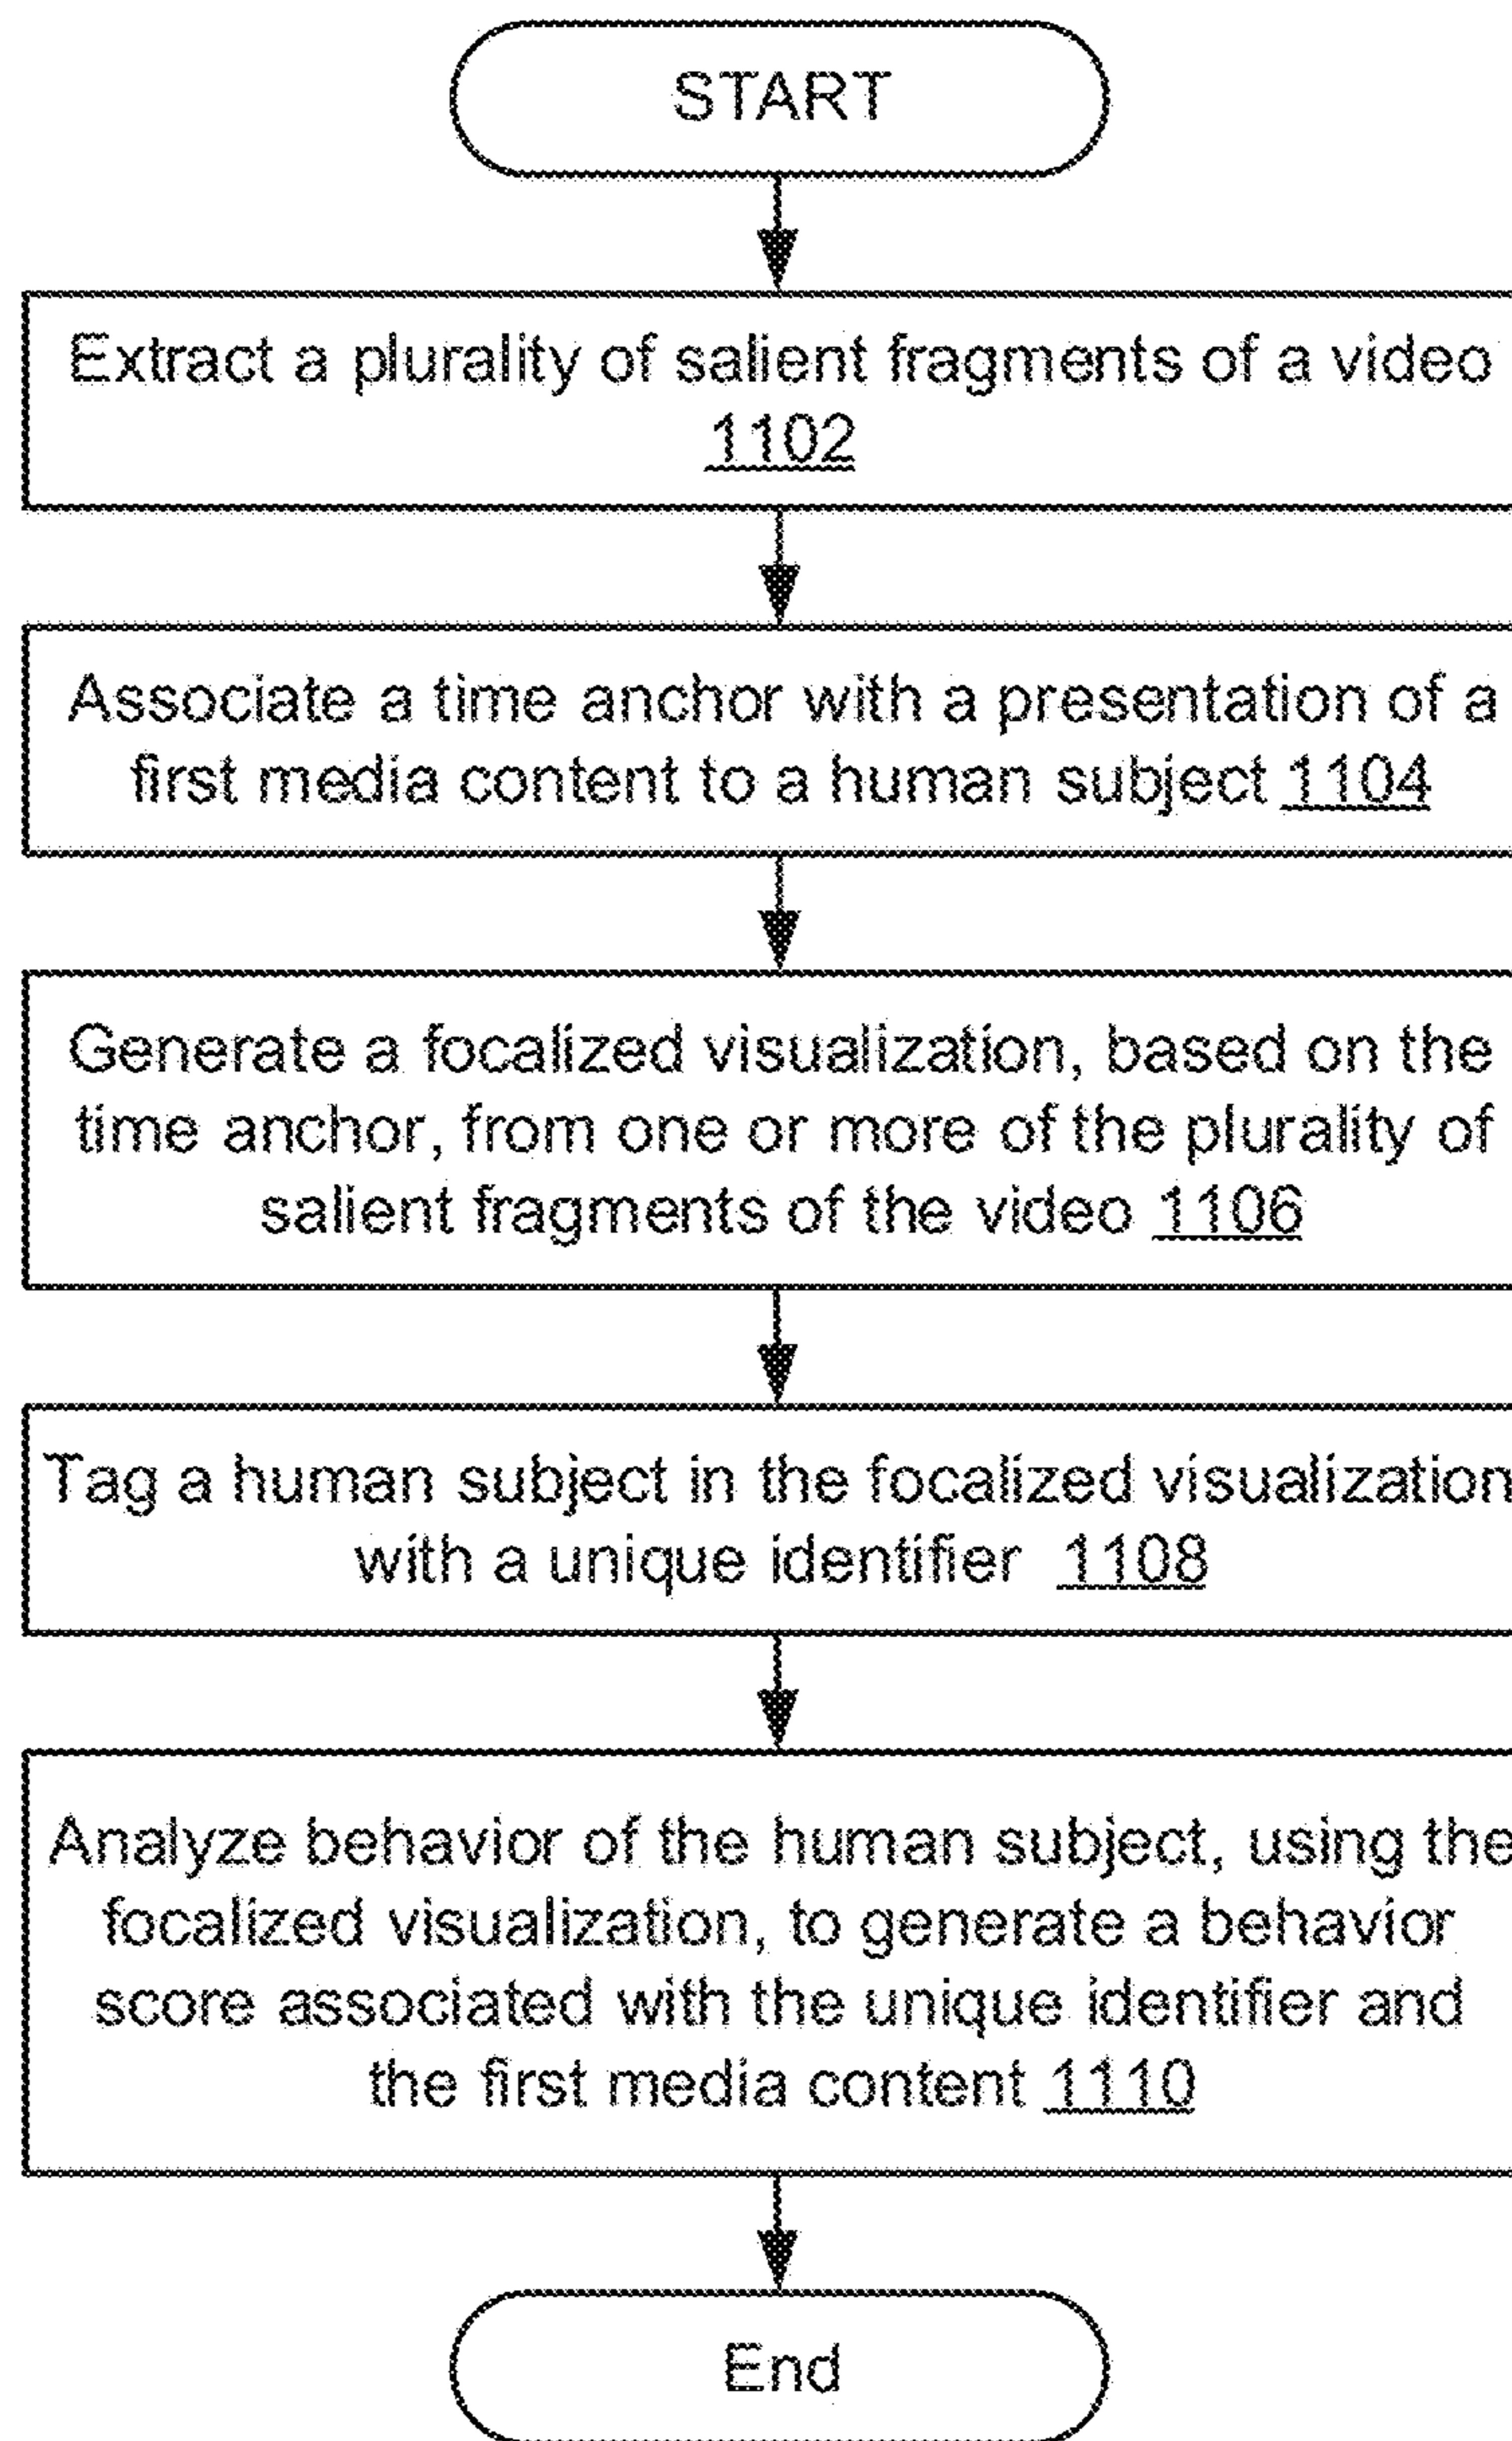 START
Extract a plurality of salient fragments of a video
1102
Associate a time anchor with a presentation of a
first media content to a human subject 1104
Generate a focalized visualization, based on the
time anchor, from one or more of the plurality of
salient fragments of the video 1106
Tag a human subject in the focalized visualization
with a unique identifier 1108
Analyze behavior of the human subject, using the
focalized visualization, to generate a behavior
score associated with the unique identifier and
the first media content 1110
End